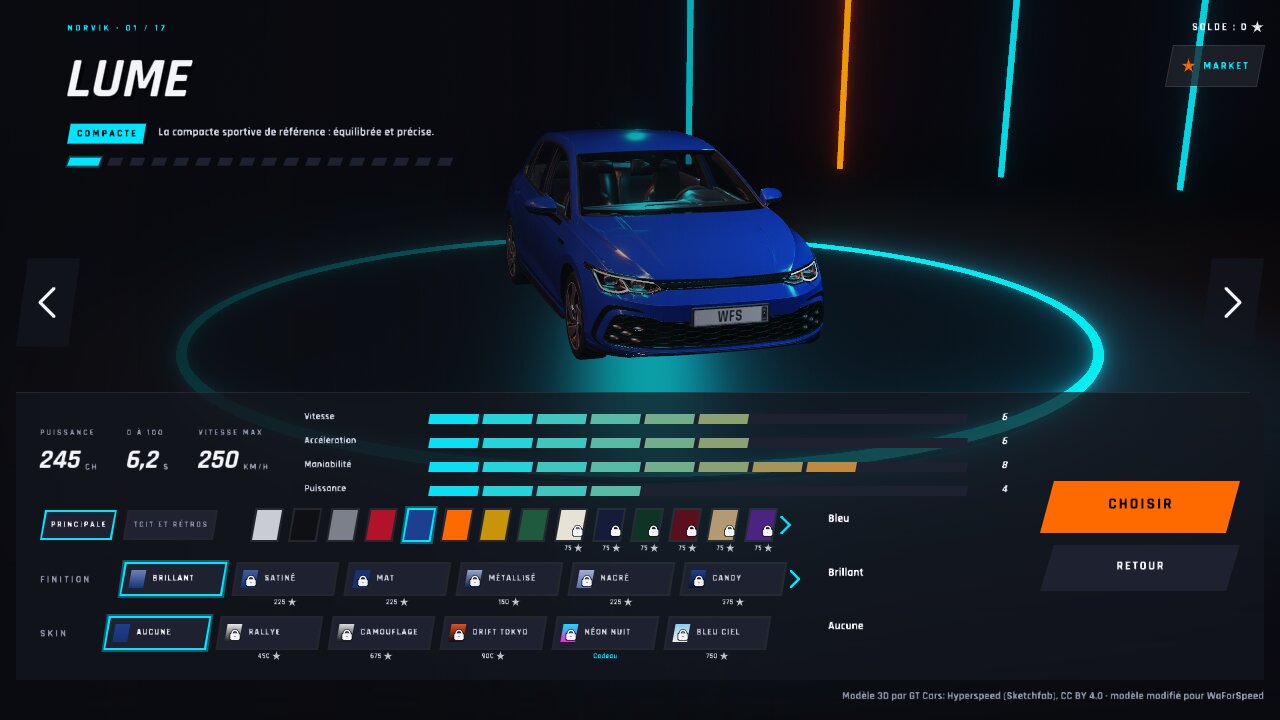 NORVIK · 01 / 17
SOLDE : 0 ★
LUME
★ MARKET
COMPACTE La compacte sportive de référence : équilibrée et précise.
WFS
PUISSANCE 0 À 100 VITESSE MAX
245 CH 6,2 S 250 KM/H
Vitesse 6
Accélération 6
Maniabilité 8
Puissance 4
PRINCIPALE TOIT ET RÉTROS Bleu
75 ★ 75 ★ 75 ★ 75 ★ 75 ★ 75 ★
CHOISIR
FINITION BRILLANT SATINÉ MAT MÉTALLISÉ NACRÉ CANDY Brillant
225 ★ 225 ★ 150 ★ 225 ★ 375 ★
RETOUR
SKIN AUCUNE RALLYE CAMOUFLAGE DRIFT TOKYO NÉON NUIT BLEU CIEL Aucune
450 ★ 675 ★ 900 ★ Cadeau 750 ★
Modèle 3D par GT Cars: Hyperspeed (Sketchfab), CC BY 4.0 · modèle modifié pour WaForSpeed